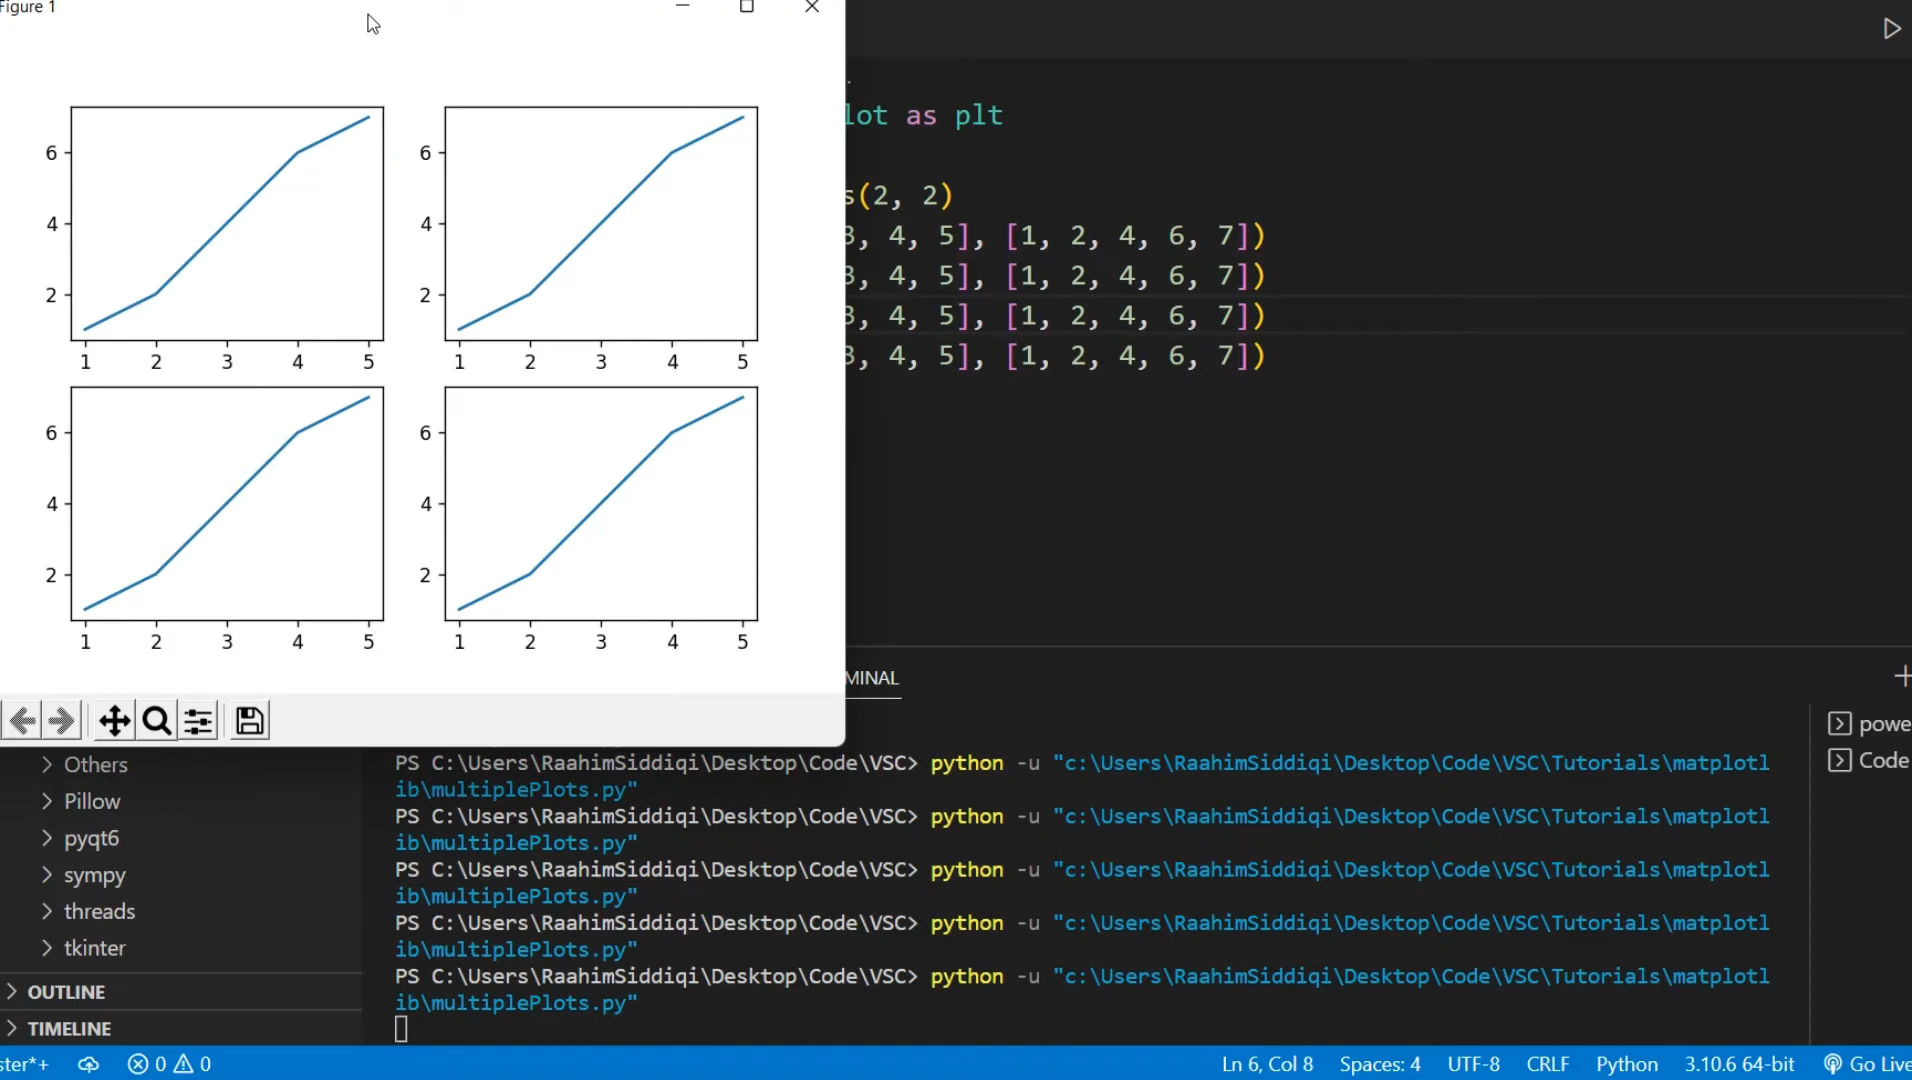 Figure 1
6
4
2
1 2 3 4 5
6
4
2
1 2 3 4 5
6
4
2
1 2 3 4 5
6
4
2
1 2 3 4 5
lot as plt
s(2, 2)
3, 4, 5], [1, 2, 4, 6, 7])
3, 4, 5], [1, 2, 4, 6, 7])
3, 4, 5], [1, 2, 4, 6, 7])
3, 4, 5], [1, 2, 4, 6, 7])
MINAL
PS C:\Users\RaahimSiddiqi\Desktop\Code\VSC> python -u "c:\Users\RaahimSiddiqi\Desktop\Code\VSC\Tutorials\matplotl
ib\multiplePlots.py"
PS C:\Users\RaahimSiddiqi\Desktop\Code\VSC> python -u "c:\Users\RaahimSiddiqi\Desktop\Code\VSC\Tutorials\matplotl
ib\multiplePlots.py"
PS C:\Users\RaahimSiddiqi\Desktop\Code\VSC> python -u "c:\Users\RaahimSiddiqi\Desktop\Code\VSC\Tutorials\matplotl
ib\multiplePlots.py"
PS C:\Users\RaahimSiddiqi\Desktop\Code\VSC> python -u "c:\Users\RaahimSiddiqi\Desktop\Code\VSC\Tutorials\matplotl
ib\multiplePlots.py"
PS C:\Users\RaahimSiddiqi\Desktop\Code\VSC> python -u "c:\Users\RaahimSiddiqi\Desktop\Code\VSC\Tutorials\matplotl
ib\multiplePlots.py"
powe
Code
Others
Pillow
pyqt6
sympy
threads
tkinter
OUTLINE
TIMELINE
ster*+ 0 0 Ln 6, Col 8 Spaces: 4 UTF-8 CRLF Python 3.10.6 64-bit Go Live